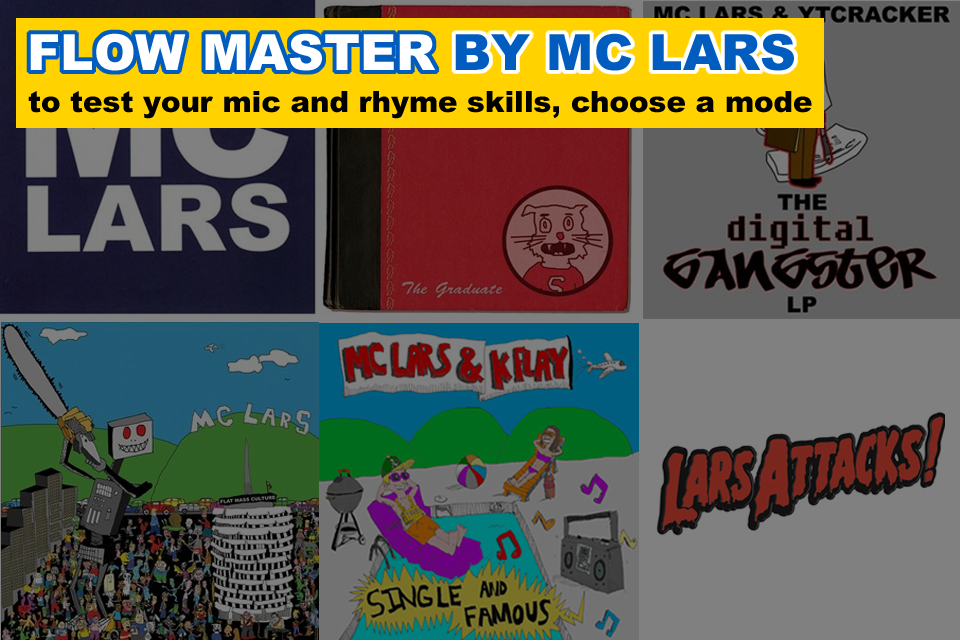 FLOW MASTER BY MC LARS
to test your mic and rhyme skills, choose a mode
MC LARS & YTCRACKER
MC
LARS
The Graduate
S
THE
digital
GANGSTER
LP
MC LARS
FLAT MASS CULTURE
MC LARS & K.FLAY
SINGLE AND
FAMOUS
LARS ATTACKS!